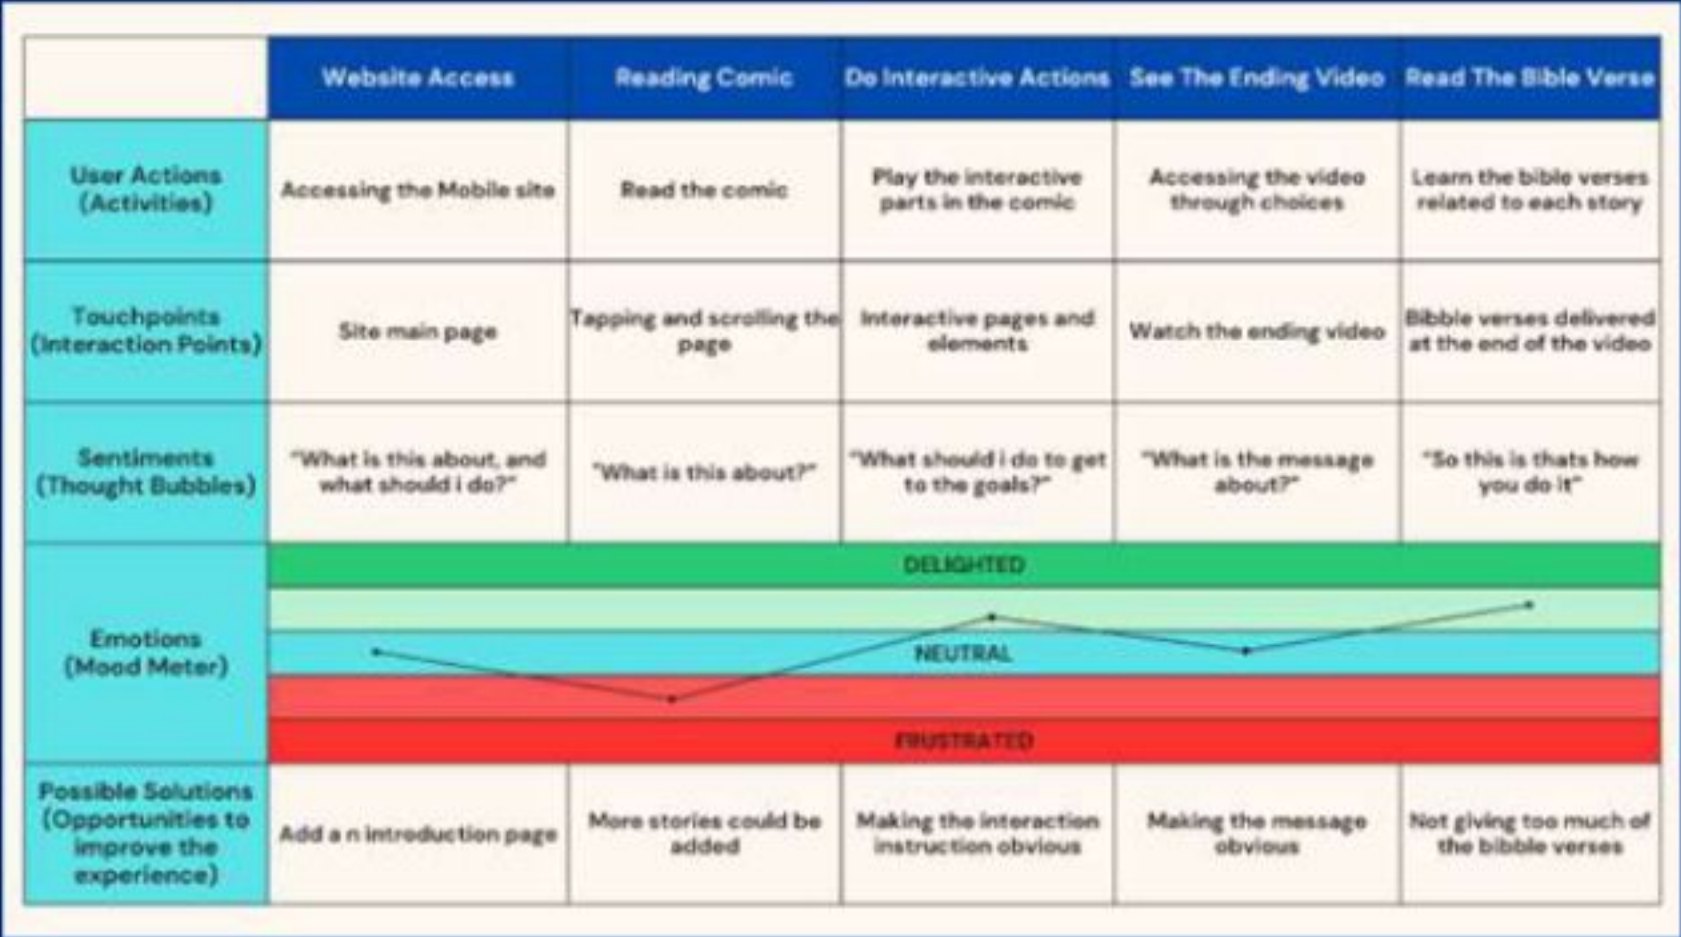 Website Access
Reading Comic
Do Interactive Actions
See The Ending Video
Read The Bible Verse
User Actions
(Activities)
Accessing the Mobile site
Read the comic
Play the interactive
parts in the comic
Accessing the video
through choices
Learn the bible verses
related to each story
Touchpoints
(Interaction Points)
Site main page
Tapping and scrolling the
page
Interactive pages and
elements
Watch the ending video
Bibble verses delivered
at the end of the video
Sentiments
(Thought Bubbles)
"What is this about, and
what should i do?"
"What is this about?"
"What should i do to get
to the goals?"
"What is the message
about?"
"So this is thats how
you do it"
Emotions
(Mood Meter)
DELIGHTED
NEUTRAL
FRUSTRATED
Possible Solutions
(Opportunities to
improve the
experience)
Add a n introduction page
More stories could be
added
Making the interaction
instruction obvious
Making the message
obvious
Not giving too much of
the bibble verses